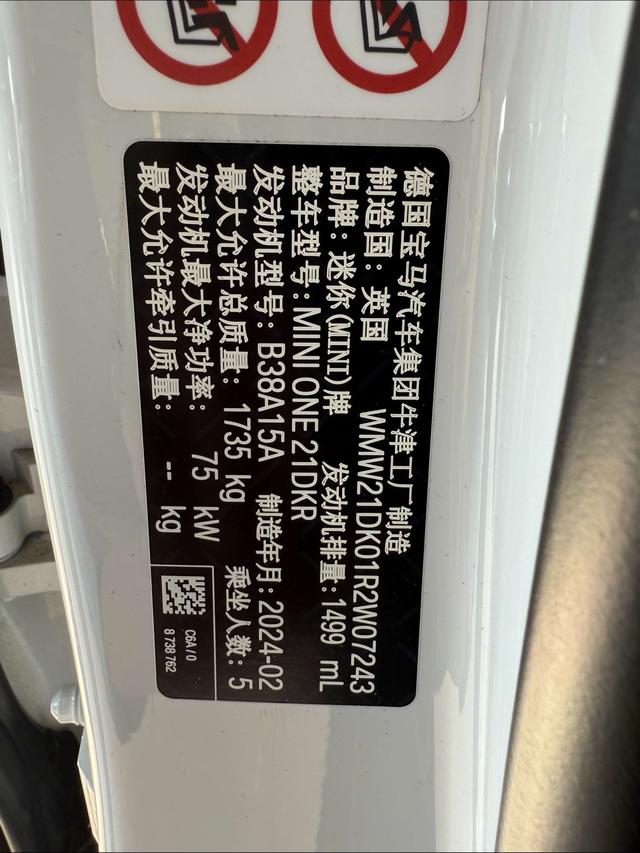 德国宝马汽车集团牛津工厂制造
制造国：英国 WMW21DK01R2W07243
品牌：迷你(MINI)牌 发动机排量：1499 mL
整车型号：MINI ONE 21DKR
发动机型号：B38A15A 制造年月：2024-02
最大允许总质量：1735 kg 乘坐人数：5
发动机最大净功率：75 kW
最大允许牵引质量：-- kg
C6A / 0
8 738 762